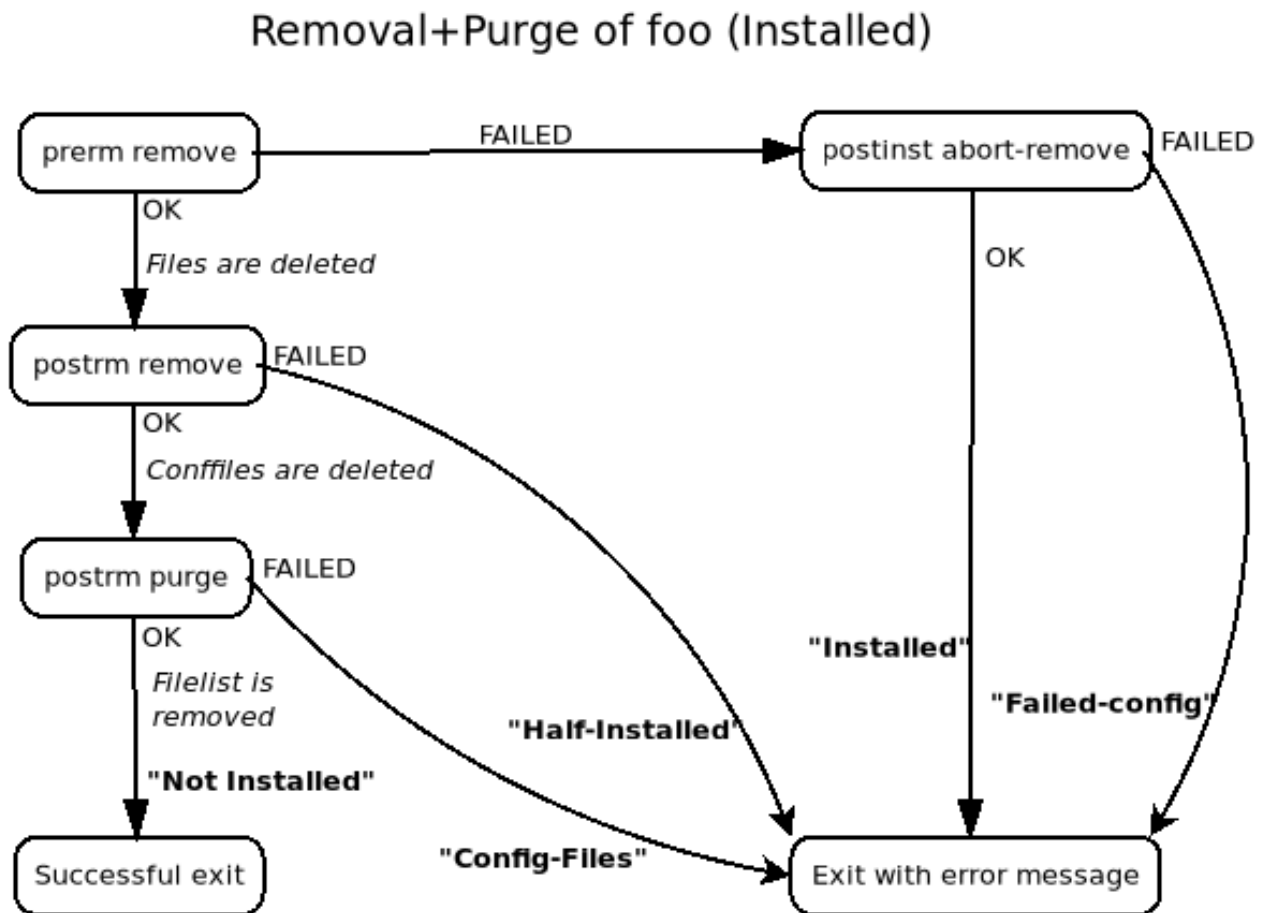 Removal+Purge of foo (Installed)
prerm remove
FAILED
postinst abort-remove
FAILED
OK
Files are deleted
OK
postrm remove
FAILED
OK
Conffiles are deleted
postrm purge
FAILED
OK
Filelist is
removed
"Installed"
"Failed-config"
"Half-Installed"
"Not Installed"
"Config-Files"
Successful exit
Exit with error message